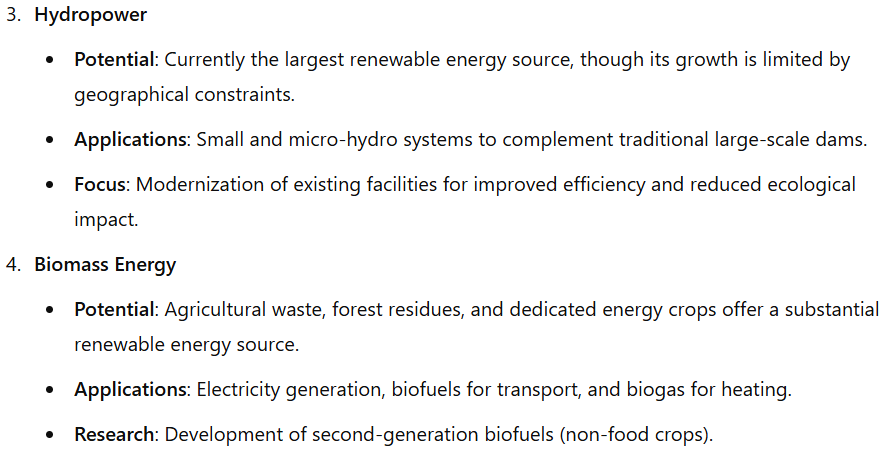 3. Hydropower
• Potential: Currently the largest renewable energy source, though its growth is limited by
geographical constraints.
• Applications: Small and micro-hydro systems to complement traditional large-scale dams.
• Focus: Modernization of existing facilities for improved efficiency and reduced ecological
impact.
4. Biomass Energy
• Potential: Agricultural waste, forest residues, and dedicated energy crops offer a substantial
renewable energy source.
• Applications: Electricity generation, biofuels for transport, and biogas for heating.
• Research: Development of second-generation biofuels (non-food crops).